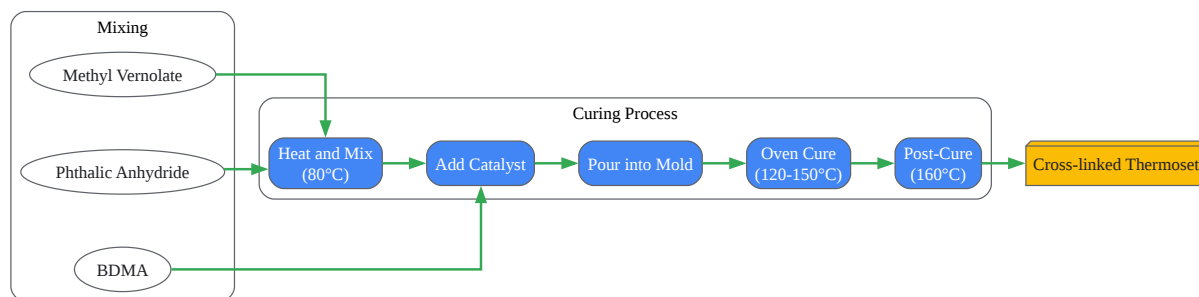 Mixing
Methyl Vernolate
Phthalic Anhydride
BDMA
Curing Process
Heat and Mix
(80°C)
Add Catalyst
Pour into Mold
Oven Cure
(120-150°C)
Post-Cure
(160°C)
Cross-linked Thermoset